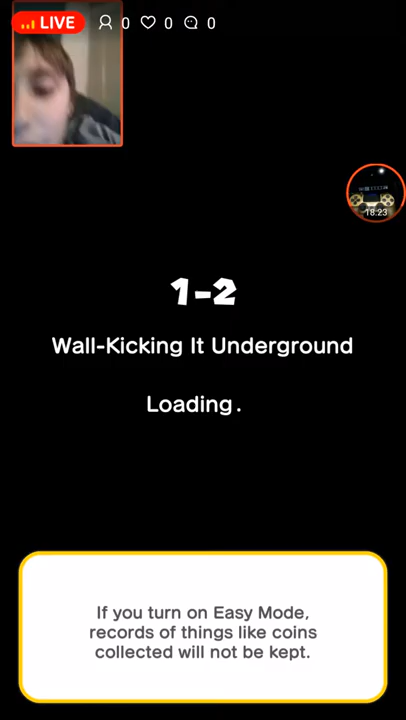 LIVE 0 0 0
18:23
1-2
Wall-Kicking It Underground
Loading.
If you turn on Easy Mode,
records of things like coins
collected will not be kept.